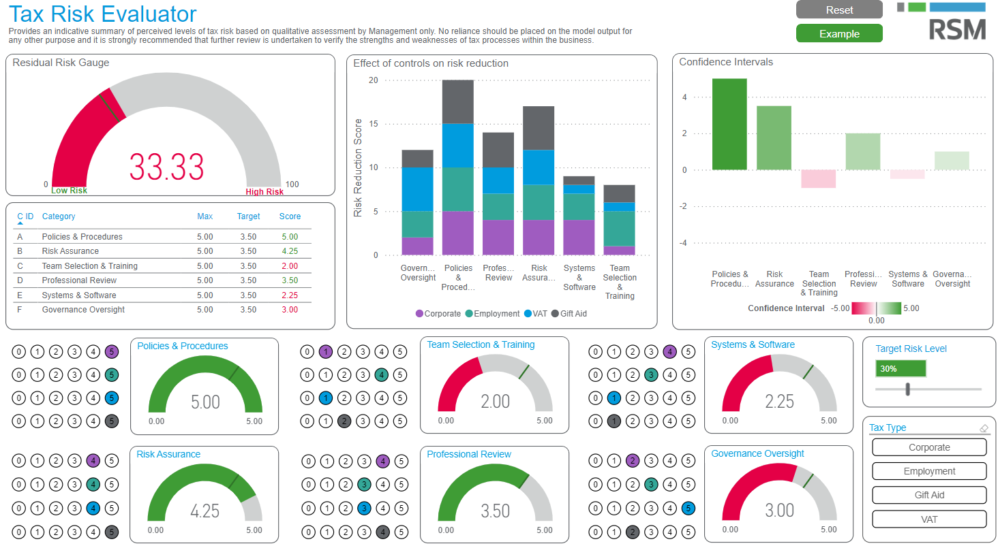 Tax Risk Evaluator
Provides an indicative summary of perceived levels of tax risk based on qualitative assessment by Management only. No reliance should be placed on the model output for
any other purpose and it is strongly recommended that further review is undertaken to verify the strengths and weaknesses of tax processes within the business.
Reset
Example
RSM
Residual Risk Gauge
33.33
0
100
Low Risk
High Risk
C ID Category Max Target Score
A Policies & Procedures 5.00 3.50 5.00
B Risk Assurance 5.00 3.50 4.25
C Team Selection & Training 5.00 3.50 2.00
D Professional Review 5.00 3.50 3.50
E Systems & Software 5.00 3.50 2.25
F Governance Oversight 5.00 3.50 3.00
Effect of controls on risk reduction
Risk Reduction Score
20
15
10
5
0
Govern... Policies Profes... Risk Systems Team
Oversight & Review Assura... & Selection
Proced... Software &
Training
Corporate Employment VAT Gift Aid
Confidence Intervals
4
2
0
-2
-4
Policies & Risk Team Professi... Systems & Governa...
Procedu... Assurance Selection Review Software Oversight
& Training
Confidence Interval -5.00 5.00
0.00
0 1 2 3 4 5
0 1 2 3 4 5
0 1 2 3 4 5
0 1 2 3 4 5
Policies & Procedures
5.00
0.00 5.00
0 1 2 3 4 5
0 1 2 3 4 5
0 1 2 3 4 5
0 1 2 3 4 5
Team Selection & Training
2.00
0.00 5.00
0 1 2 3 4 5
0 1 2 3 4 5
0 1 2 3 4 5
0 1 2 3 4 5
Systems & Software
2.25
0.00 5.00
Target Risk Level
30%
0 1 2 3 4 5
0 1 2 3 4 5
0 1 2 3 4 5
0 1 2 3 4 5
Risk Assurance
4.25
0.00 5.00
0 1 2 3 4 5
0 1 2 3 4 5
0 1 2 3 4 5
0 1 2 3 4 5
Professional Review
3.50
0.00 5.00
0 1 2 3 4 5
0 1 2 3 4 5
0 1 2 3 4 5
0 1 2 3 4 5
Governance Oversight
3.00
0.00 5.00
Tax Type
Corporate
Employment
Gift Aid
VAT